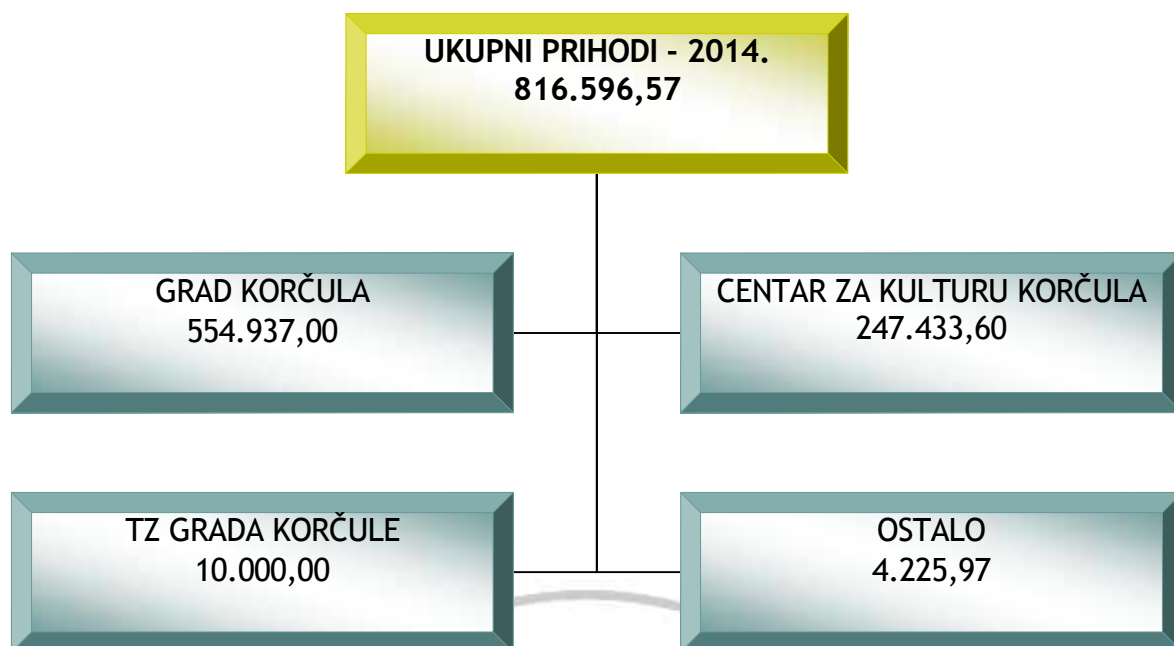 UKUPNI PRIHODI - 2014.
816.596,57
GRAD KORČULA
554.937,00
CENTAR ZA KULTURU KORČULA
247.433,60
TZ GRADA KORČULE
10.000,00
OSTALO
4.225,97